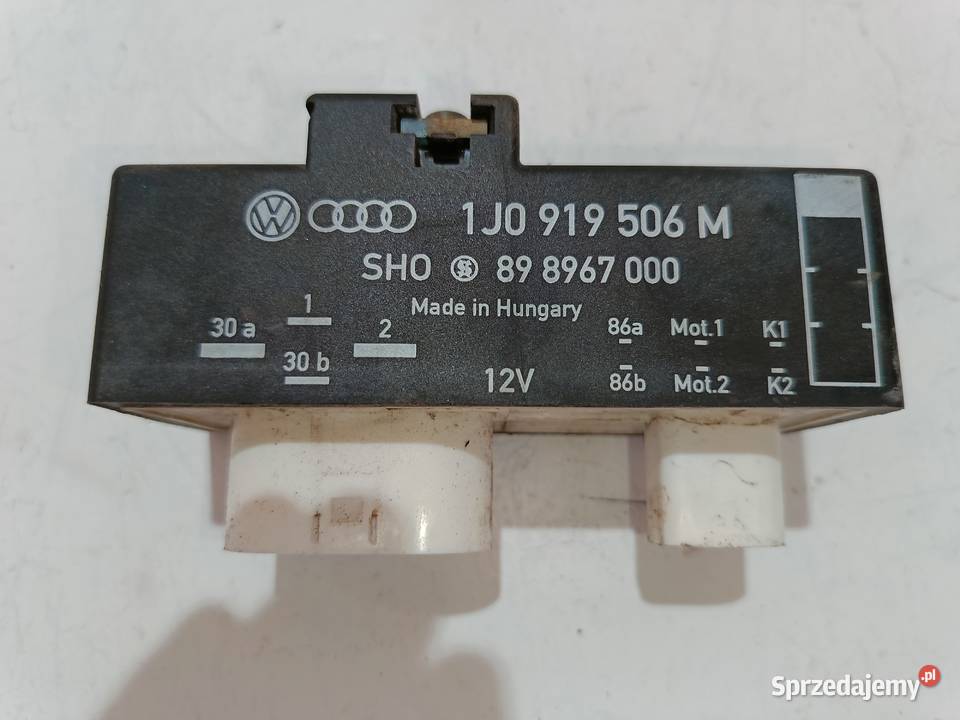 1J0 919 506 M
SHO 89 8967 000
Made in Hungary
30 a 1 2 86a Mot.1 K1
30 b 12V 86b Mot.2 K2
Sprzedajemy.pl